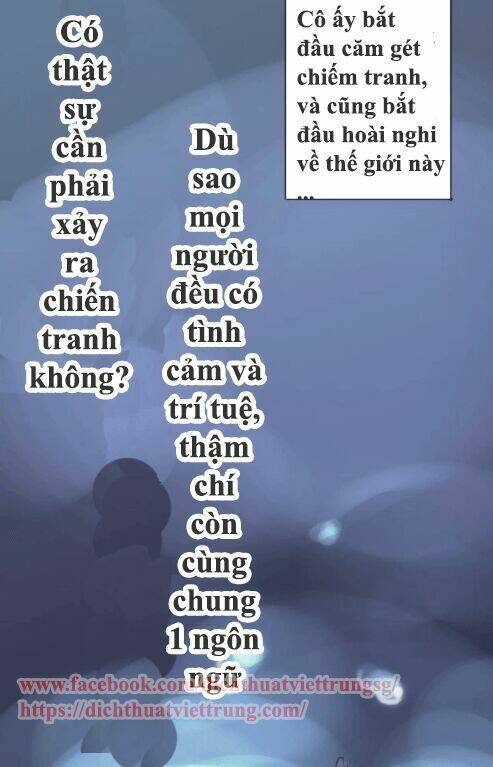 Cô ấy bắt
đầu căm gét
chiếm tranh,
và cũng bắt
đầu hoài nghi
về thế giới này
...
Có
thật
sự
cần
phải
xảy
ra
chiến
tranh
không?
Dù
sao
mọi
người
đều có
tình
cảm và
trí tuệ,
thậm
chí
còn
cùng
chung
1 ngôn
ngữ
https://dichthuatviettrung.com/